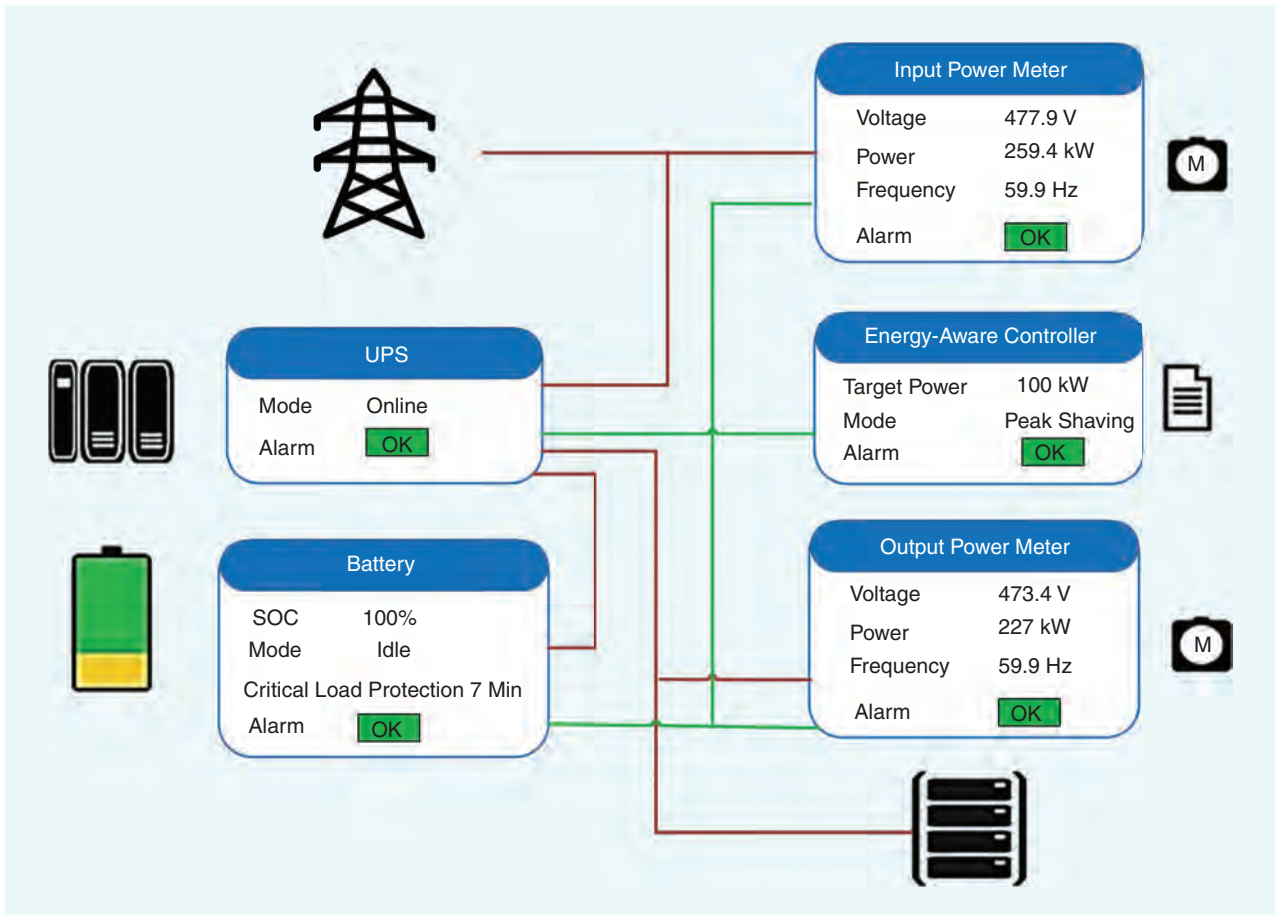 Input Power Meter
Voltage 477.9 V
Power 259.4 kW
Frequency 59.9 Hz
Alarm OK
M
UPS
Mode Online
Alarm OK
Energy-Aware Controller
Target Power 100 kW
Mode Peak Shaving
Alarm OK
Battery
SOC 100%
Mode Idle
Critical Load Protection 7 Min
Alarm OK
Output Power Meter
Voltage 473.4 V
Power 227 kW
Frequency 59.9 Hz
Alarm OK
M